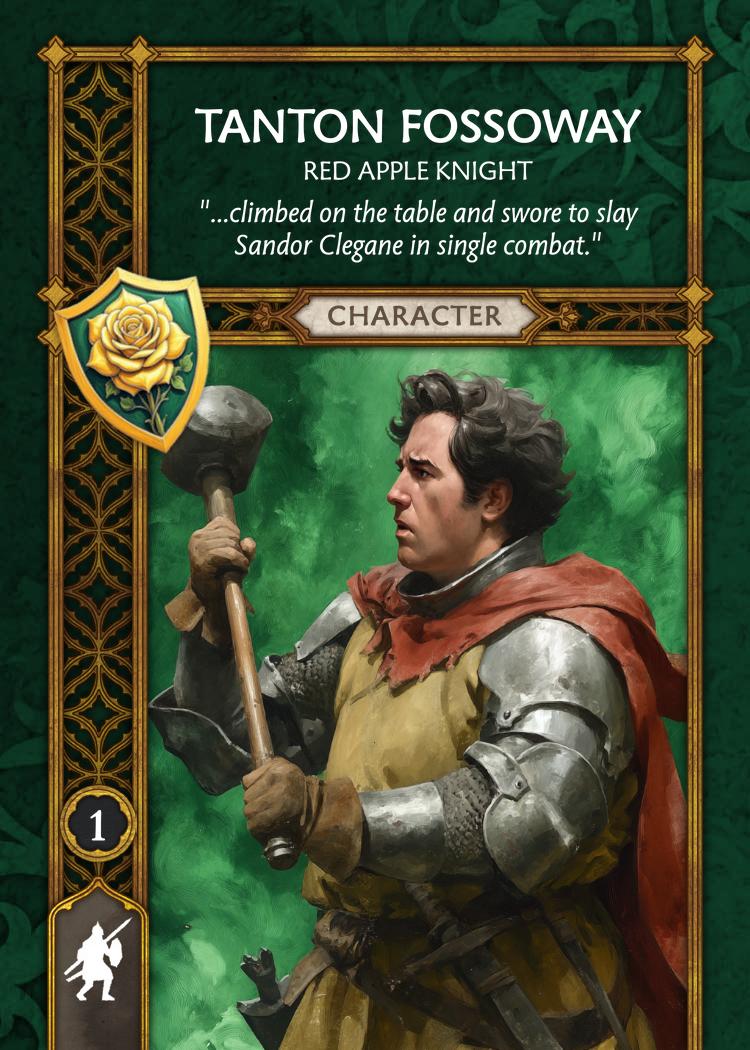 TANTON FOSSOWAY
RED APPLE KNIGHT
"...climbed on the table and swore to slay
Sandor Clegane in single combat."
CHARACTER
1